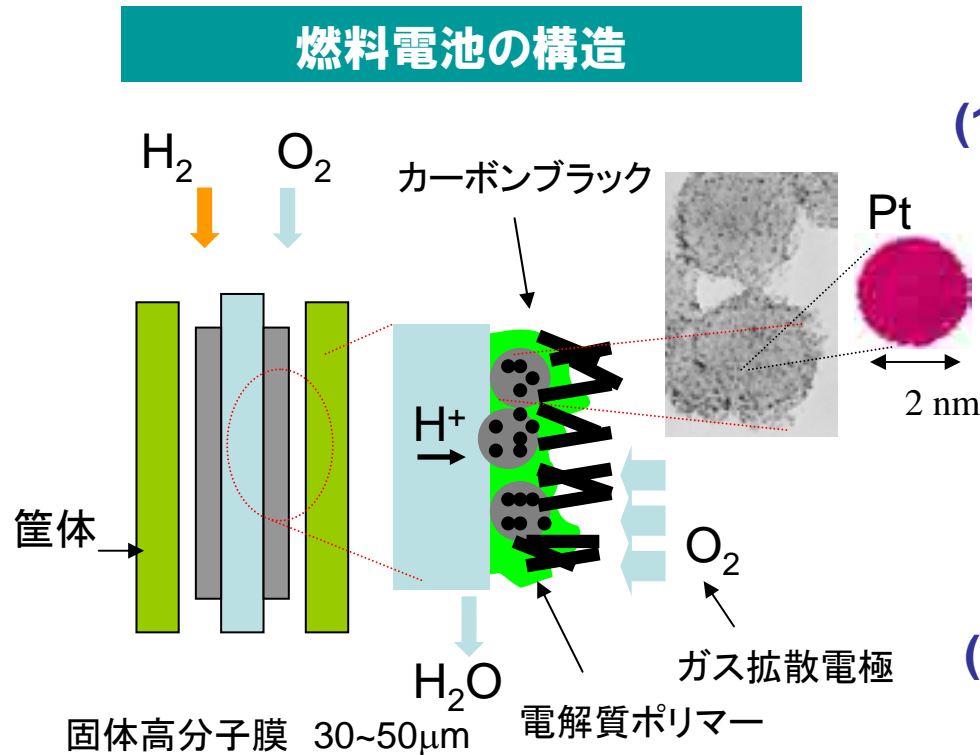 燃料電池の構造
H₂ O₂
カーボンブラック
Pt
2 nm
H⁺
筐体
O₂
H₂O
ガス拡散電極
電解質ポリマー
固体高分子膜 30~50μm
(